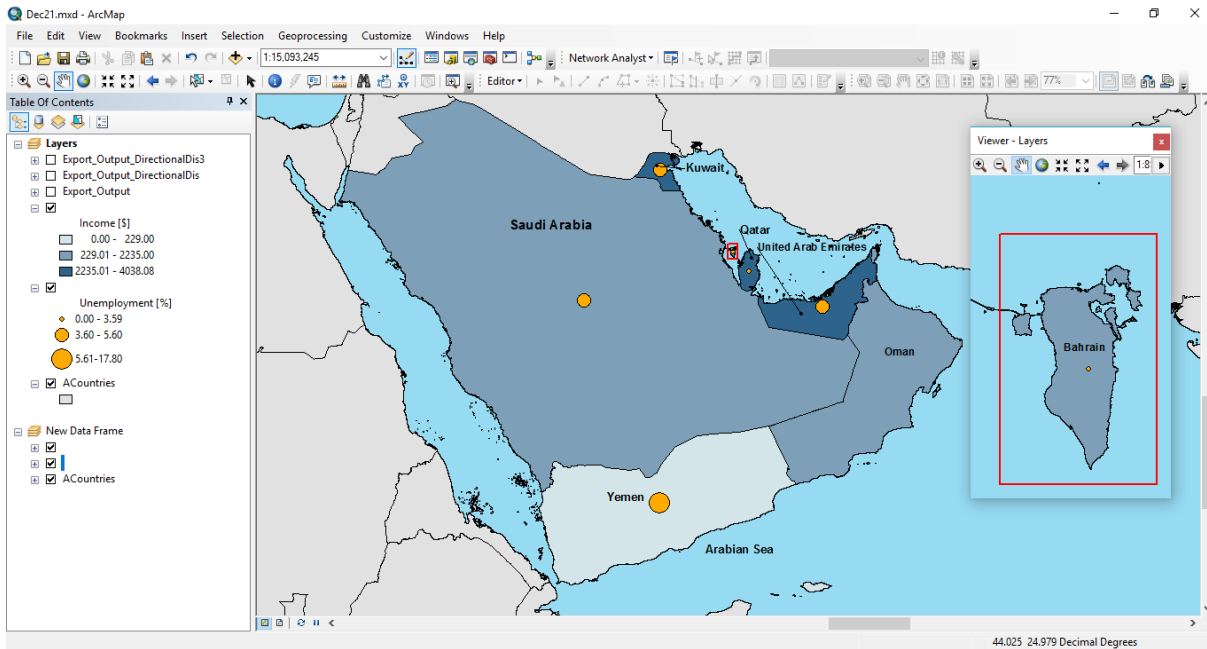 Dec21.mxd - ArcMap
File Edit View Bookmarks Insert Selection Geoprocessing Customize Windows Help
1:15,093,245 Network Analyst
Editor 77%
Table Of Contents
Layers
Export_Output_DirectionalDis3
Export_Output_DirectionalDis
Export_Output
Income [$]
0.00 - 229.00
229.01 - 2235.00
2235.01 - 4038.08
Unemployment [%]
0.00 - 3.59
3.60 - 5.60
5.61-17.80
ACountries
New Data Frame
ACountries
Kuwait
Saudi Arabia
Qatar
United Arab Emirates
Oman
Yemen
Arabian Sea
Viewer - Layers
1:8
Bahrain
44.025 24.979 Decimal Degrees